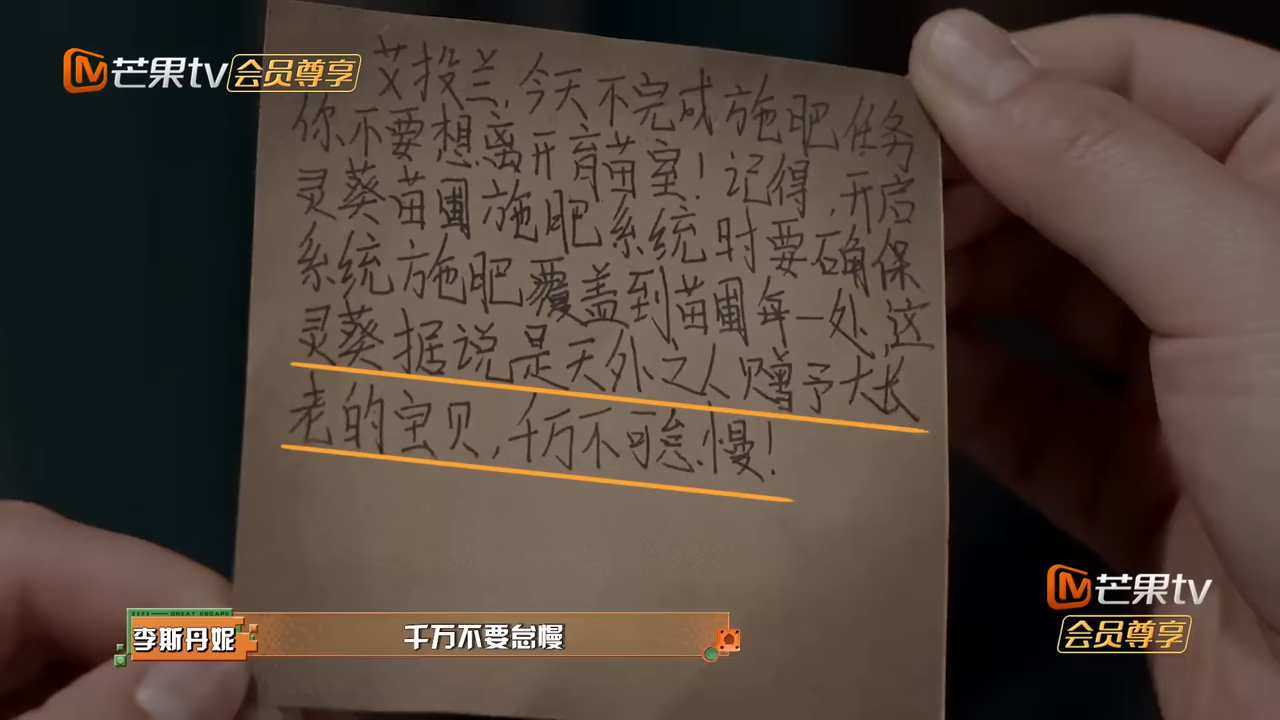 芒果tv 会员尊享
艾投兰,今天不完成施肥任务
你不要想离开育苗室!记得,开启
灵葵苗圃施肥系统时要确保
系统施肥覆盖到苗圃每一处,这
灵葵据说是天外之人赠予大长
老的宝贝,千万不可怠慢!
芒果tv
会员尊享
2025 GREAT ESCAPE
李斯丹妮 千万不要怠慢